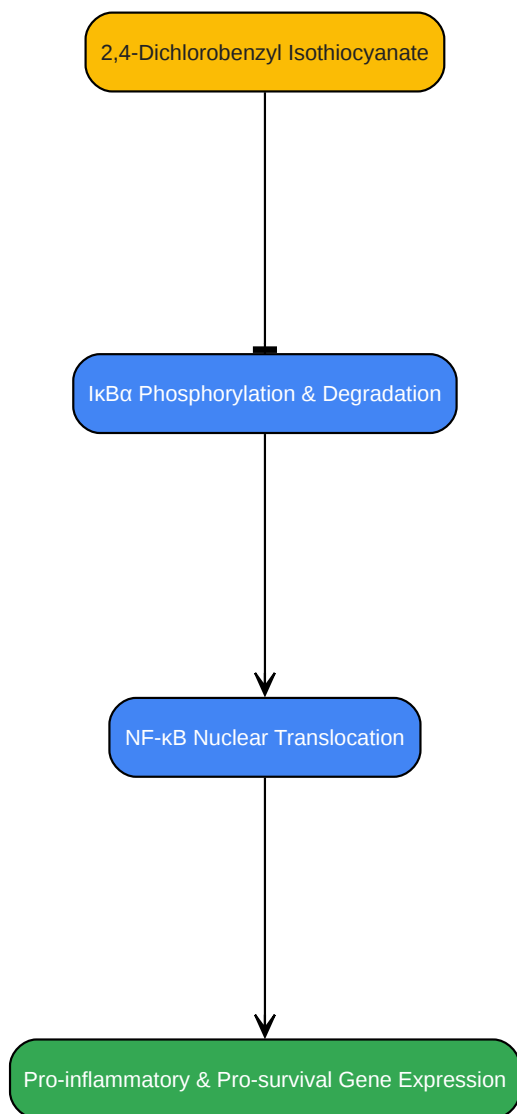 2,4-Dichlorobenzyl Isothiocyanate
IκBα Phosphorylation & Degradation
NF-κB Nuclear Translocation
Pro-inflammatory & Pro-survival Gene Expression